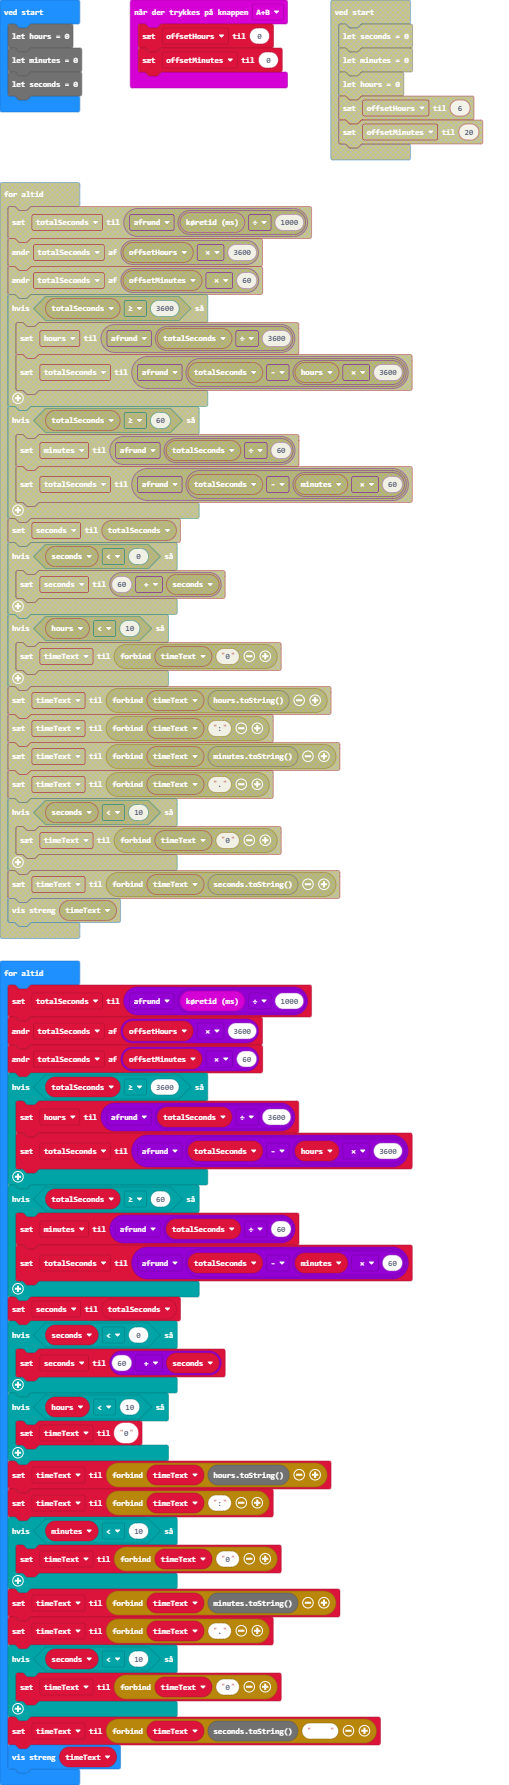 ved start
let hours = 0
let minutes = 0
let seconds = 0
når der trykkes på knappen A+B
sæt offsetHours til 0
sæt offsetMinutes til 0
ved start
let seconds = 0
let minutes = 0
let hours = 0
sæt offsetHours til 6
sæt offsetMinutes til 20
for altid
sæt totalSeconds til afrund køretid (ms) ÷ 1000
ændr totalSeconds af offsetHours × 3600
ændr totalSeconds af offsetMinutes × 60
hvis totalSeconds ≥ 3600 så
sæt hours til afrund totalSeconds ÷ 3600
sæt totalSeconds til afrund totalSeconds - hours × 3600
hvis totalSeconds ≥ 60 så
sæt minutes til afrund totalSeconds ÷ 60
sæt totalSeconds til afrund totalSeconds - minutes × 60
sæt seconds til totalSeconds
hvis seconds < 0 så
sæt seconds til 60 + seconds
hvis hours < 10 så
sæt timeText til forbind timeText "0"
sæt timeText til forbind timeText hours.toString()
sæt timeText til forbind timeText ":"
sæt timeText til forbind timeText minutes.toString()
sæt timeText til forbind timeText "."
hvis seconds < 10 så
sæt timeText til forbind timeText "0"
sæt timeText til forbind timeText seconds.toString()
vis streng timeText
for altid
sæt totalSeconds til afrund køretid (ms) ÷ 1000
ændr totalSeconds af offsetHours × 3600
ændr totalSeconds af offsetMinutes × 60
hvis totalSeconds ≥ 3600 så
sæt hours til afrund totalSeconds ÷ 3600
sæt totalSeconds til afrund totalSeconds - hours × 3600
hvis totalSeconds ≥ 60 så
sæt minutes til afrund totalSeconds ÷ 60
sæt totalSeconds til afrund totalSeconds - minutes × 60
sæt seconds til totalSeconds
hvis seconds < 0 så
sæt seconds til 60 + seconds
hvis hours < 10 så
sæt timeText til "0"
sæt timeText til forbind timeText hours.toString()
sæt timeText til forbind timeText ":"
hvis minutes < 10 så
sæt timeText til forbind timeText "0"
sæt timeText til forbind timeText minutes.toString()
sæt timeText til forbind timeText "."
hvis seconds < 10 så
sæt timeText til forbind timeText "0"
sæt timeText til forbind timeText seconds.toString() " "
vis streng timeText